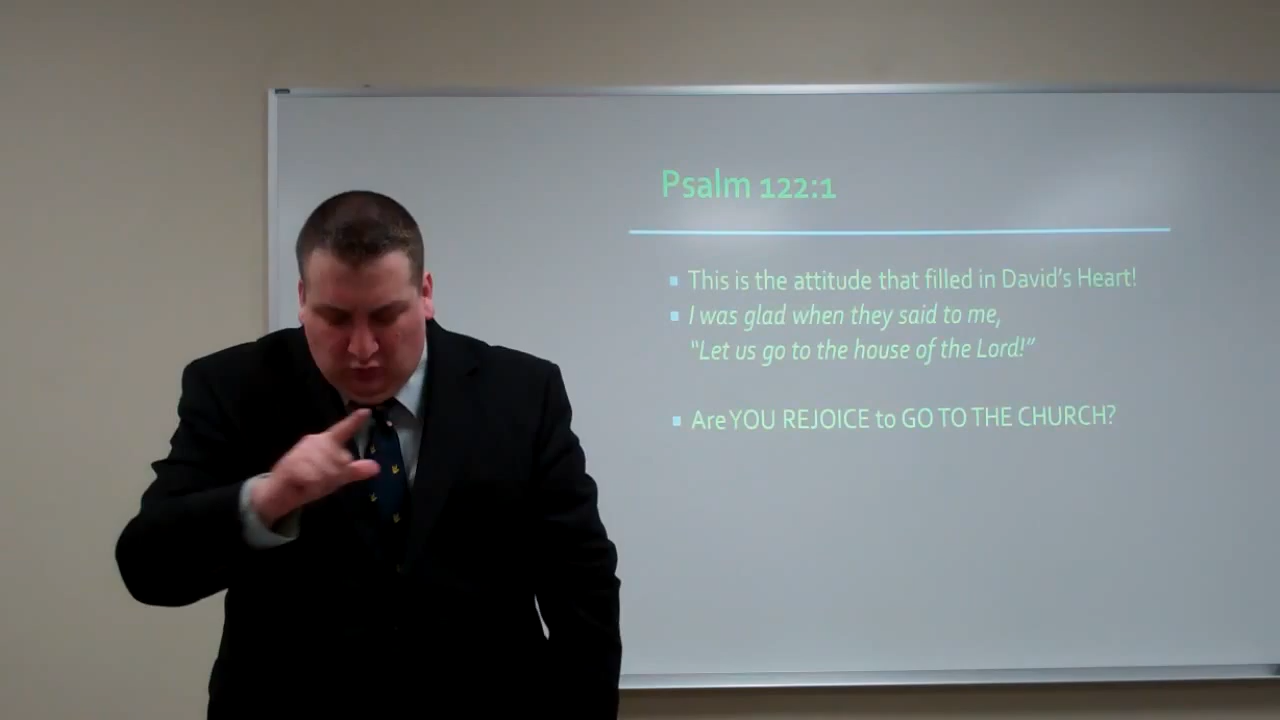 Psalm 122:1
▪ This is the attitude that filled in David's Heart!
▪ I was glad when they said to me,
"Let us go to the house of the Lord!"
▪ Are YOU REJOICE to GO TO THE CHURCH?